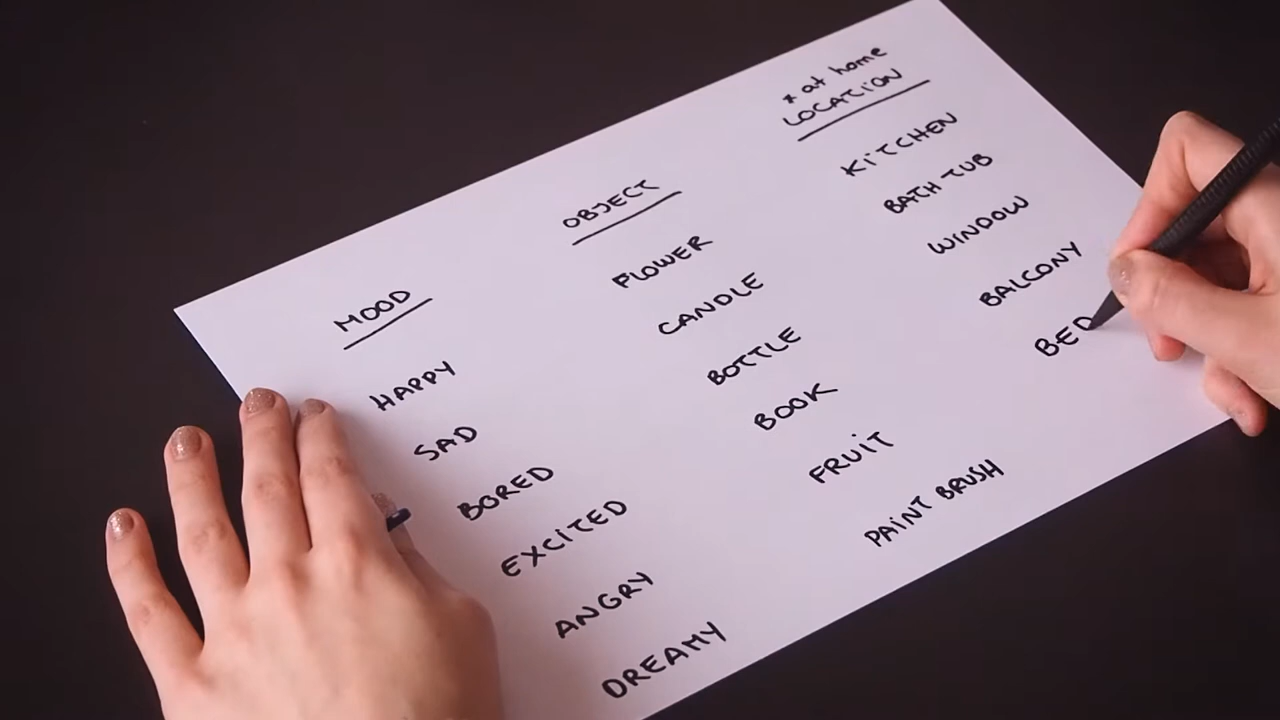 MOOD
HAPPY
SAD
BORED
EXCITED
ANGRY
DREAMY
OBJECT
FLOWER
CANDLE
BOTTLE
BOOK
FRUIT
PAINT BRUSH
* at home
LOCATION
KITCHEN
BATH TUB
WINDOW
BALCONY
BED